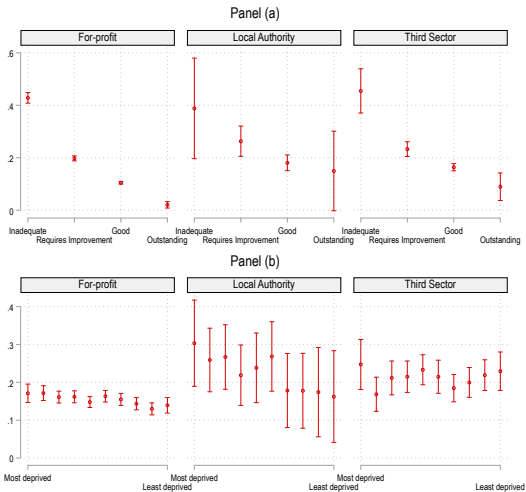 Panel (a)
For-profit Local Authority Third Sector
.6
.4
.2
0
Inadequate Good Inadequate Good Inadequate Good
Requires Improvement Outstanding Requires Improvement Outstanding Requires Improvement Outstanding
Panel (b)
For-profit Local Authority Third Sector
.4
.3
.2
.1
0
Most deprived Most deprived Most deprived
Least deprived Least deprived Least deprived